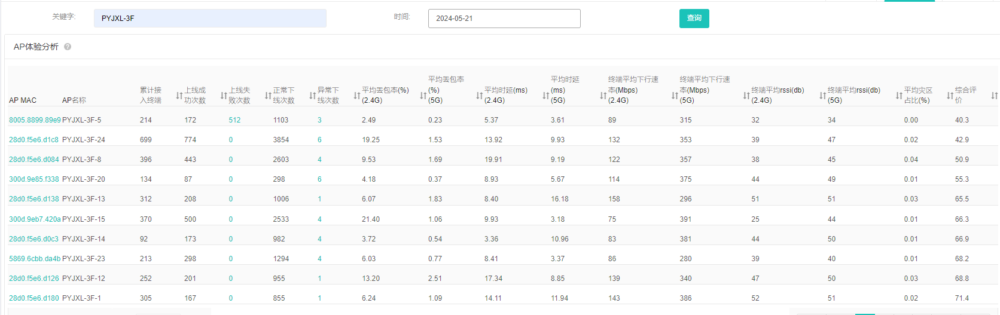 关键字: PYJXL-3F 时间: 2024-05-21 查询
AP体验分析 ?
AP MAC AP名称 累计接入终端 上线成功次数 上线失败次数 正常下线次数 异常下线次数 平均丢包率(%)(2.4G) 平均丢包率(%)(5G) 平均时延(ms)(2.4G) 平均时延(ms)(5G) 终端平均下行速率(Mbps)(2.4G) 终端平均下行速率(Mbps)(5G) 终端平均rssi(db)(2.4G) 终端平均rssi(db)(5G) 平均灾区占比(%) 综合评价
8005.8899.89e9 PYJXL-3F-5 214 172 512 1103 3 2.49 0.23 5.37 3.61 89 315 32 34 0.00 40.3
28d0.f5e6.d1c8 PYJXL-3F-24 699 774 0 3854 6 19.25 1.53 13.92 9.93 132 353 39 47 0.02 42.9
28d0.f5e6.d084 PYJXL-3F-8 396 443 0 2603 4 9.53 1.69 19.91 9.19 122 357 38 45 0.04 50.9
300d.9e85.f338 PYJXL-3F-20 134 87 0 298 6 4.18 0.37 8.93 5.67 114 375 44 49 0.01 55.3
28d0.f5e6.d138 PYJXL-3F-13 312 208 0 1006 1 6.07 1.83 8.40 16.18 158 296 51 51 0.03 65.5
300d.9eb7.420a PYJXL-3F-15 370 500 0 2533 4 21.40 1.06 9.93 3.18 75 391 25 44 0.01 66.3
28d0.f5e6.d0c3 PYJXL-3F-14 92 173 0 982 4 3.72 0.54 3.36 10.96 83 381 44 50 0.01 66.9
5869.6cbb.da4b PYJXL-3F-23 213 298 0 1294 4 6.03 0.77 8.41 3.37 86 280 39 40 0.01 68.2
28d0.f5e6.d126 PYJXL-3F-12 252 201 0 955 1 13.20 2.51 17.34 8.85 139 340 47 50 0.03 68.8
28d0.f5e6.d180 PYJXL-3F-1 305 167 0 855 1 6.24 1.09 14.11 11.94 143 386 52 51 0.02 71.4